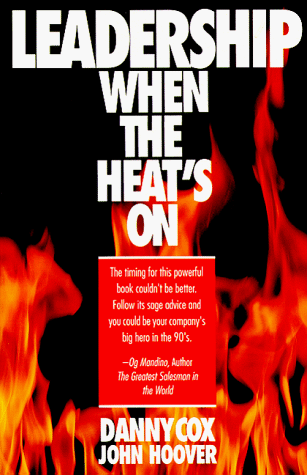 LEADERSHIP
WHEN
THE
HEAT'S
ON
The timing for this powerful
book couldn't be better.
Follow its sage advice and
you could be your company's
big hero in the 90's.
—Og Mandino, Author
The Greatest Salesman in
the World
DANNY COX
JOHN HOOVER